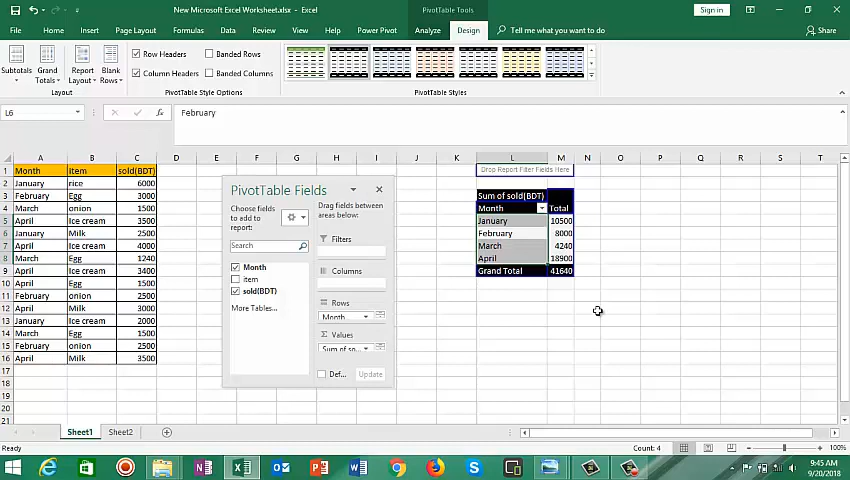 New Microsoft Excel Worksheet.xlsx - Excel
PivotTable Tools
Sign in
File Home Insert Page Layout Formulas Data Review View Help Power Pivot Analyze Design Tell me what you want to do Share
Subtotals
Grand Totals
Report Layout
Blank Rows
Layout
Row Headers
Banded Rows
Column Headers
Banded Columns
PivotTable Style Options
PivotTable Styles
L6
fx
February
A B C D E F G H I J K L M N O P Q R S T
1 Month item sold(BDT) Drop Report Filter Fields Here
2 January rice 6000
3 February Egg 3000 Sum of sold(BDT)
4 March onion 1500 Month Total
5 April Ice cream 3500 January 10500
6 January Milk 2500 February 8000
7 April Ice cream 4000 March 4240
8 March Egg 1240 April 18900
9 April Ice cream 3400 Grand Total 41640
10 April Ice cream 1500
11 February onion 2500
12 April Milk 3000
13 January Ice cream 2000
14 March Egg 1500
15 February onion 2500
16 April Milk 3500
17
18
19
20
21
PivotTable Fields
Choose fields to add to report:
Search
Month
item
sold(BDT)
More Tables...
Drag fields between areas below:
Filters
Columns
Rows
Month
Σ Values
Sum of so...
Def...
Update
Sheet1 Sheet2
Ready
Count: 4
100%
9:45 AM
9/20/2018